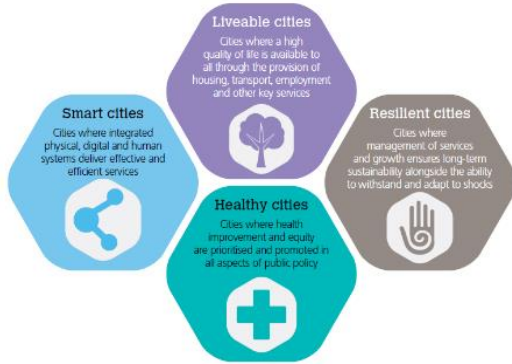 Liveable cities
Cities where a high
quality of life is available to
all through the provision of
housing, transport, employment
and other key services
Smart cities
Cities where integrated
physical, digital and human
systems deliver effective and
efficient services
Resilient cities
Cities where
management of services
and growth ensures long-term
sustainability alongside the ability
to withstand and adapt to shocks
Healthy cities
Cities where health
improvement and equity
are prioritised and promoted in
all aspects of public policy